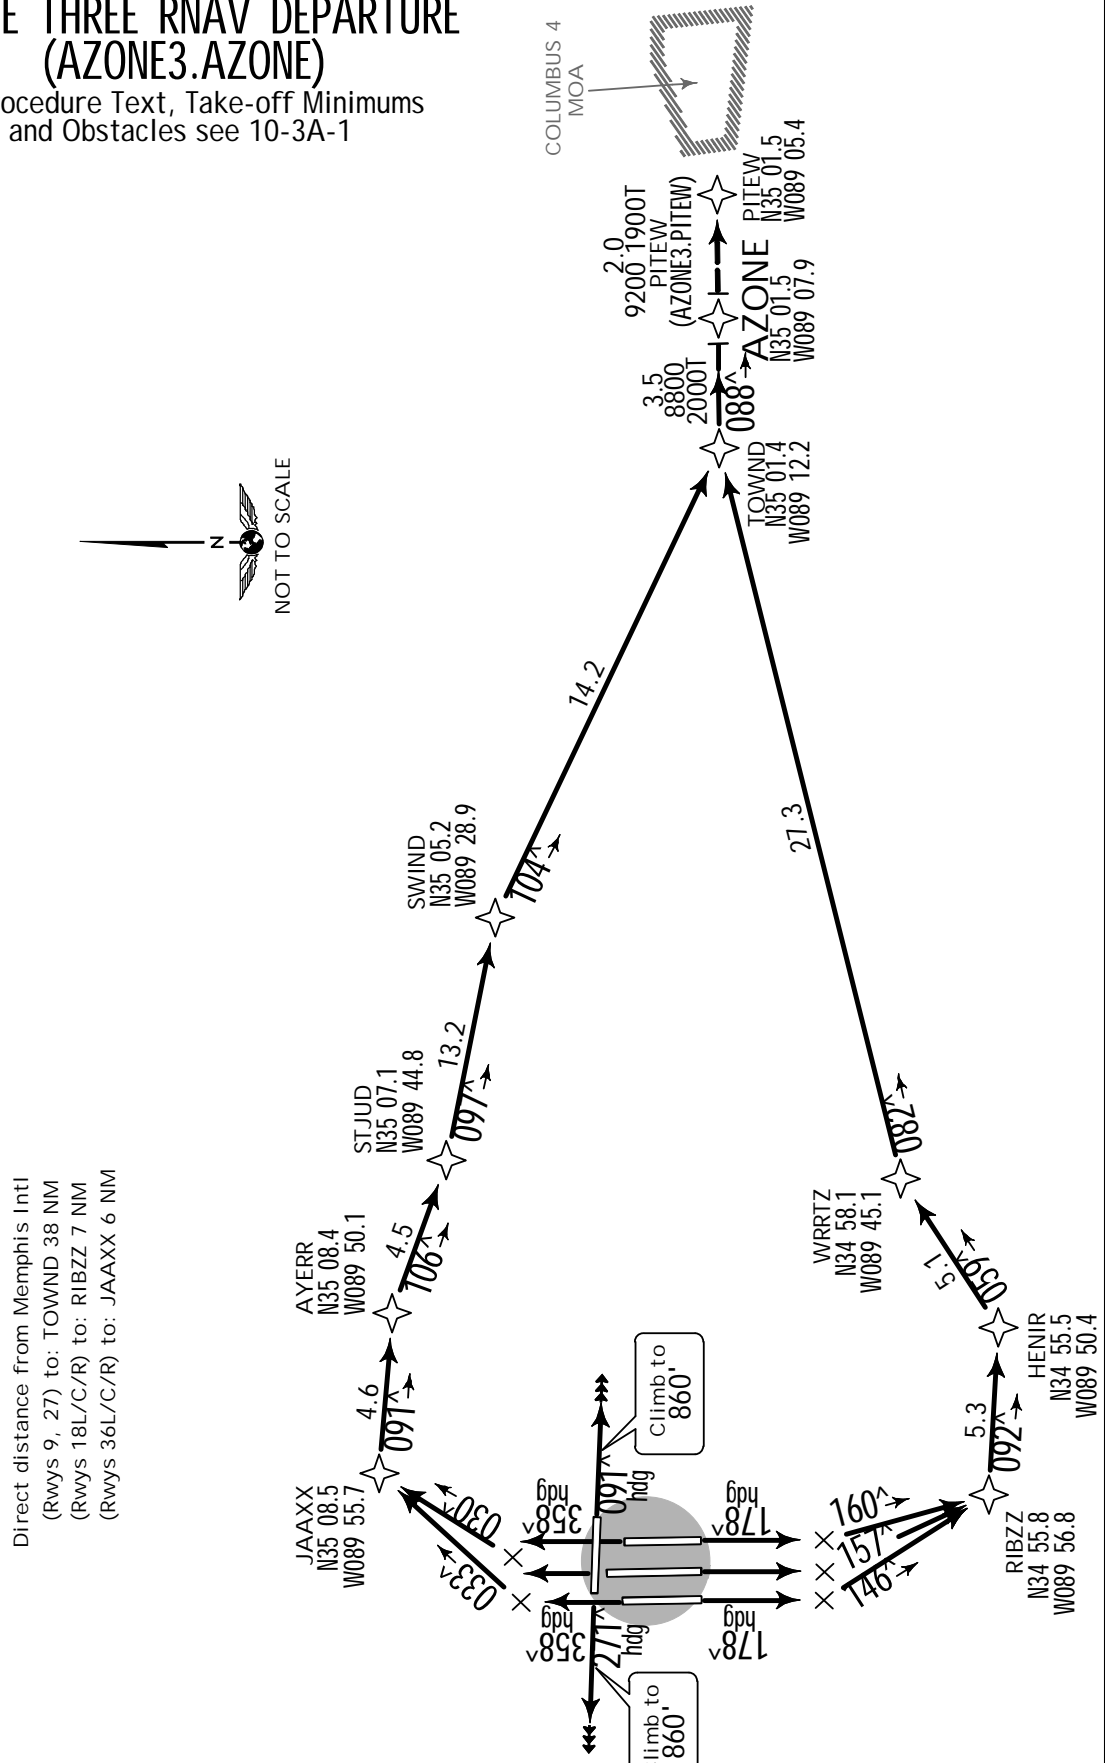 E THREE RNAV DEPARTURE
(AZONE3.AZONE)
ocedure Text, Take-off Minimums
and Obstacles see 10-3A-1
COLUMBUS 4
MOA
PITEW
N35 01.5
W089 05.4
2.0
9200 1900T
PITEW
(AZONE3.PITEW)
AZONE
N35 01.5
W089 07.9
3.5
8800
2000T
088^
TOWND
N35 01.4
W089 12.2
N
NOT TO SCALE
14.2
27.3
SWIND
N35 05.2
W089 28.9
104^
13.2
STJUD
N35 07.1
W089 44.8
097^
082^
WRRTZ
N34 58.1
W089 45.1
AYERR
N35 08.4
W089 50.1
4.5
106^
5.1
059^
HENIR
N34 55.5
W089 50.4
Direct distance from Memphis Intl
(Rwys 9, 27) to: TOWND 38 NM
(Rwys 18L/C/R) to: RIBZZ 7 NM
(Rwys 36L/C/R) to: JAAXX 6 NM
4.6
091^
5.3
092^
Climb to
860'
JAAXX
N35 08.5
W089 55.7
030^
033^
358^
hdg
091^
hdg
178^
hdg
160^
157^
146^
RIBZZ
N34 55.8
W089 56.8
358^
hdg
271^
hdg
178^
hdg
limb to
860'